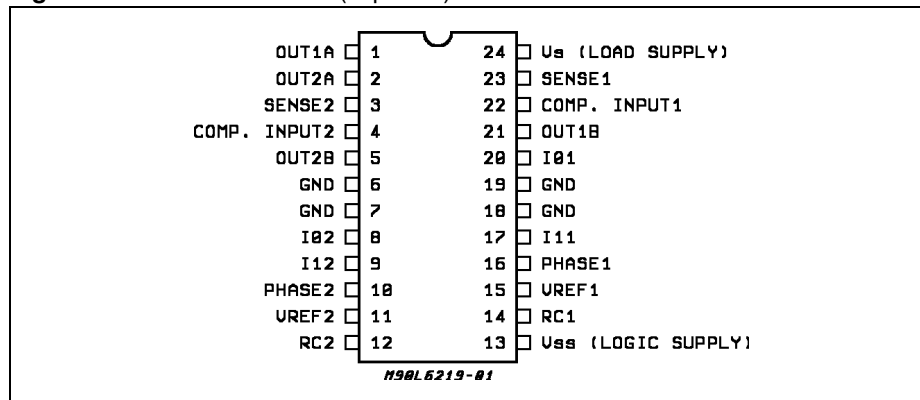 OUT1A 1 24 Vs (LOAD SUPPLY)
OUT2A 2 23 SENSE1
SENSE2 3 22 COMP. INPUT1
COMP. INPUT2 4 21 OUT1B
OUT2B 5 20 I01
GND 6 19 GND
GND 7 18 GND
I02 8 17 I11
I12 9 16 PHASE1
PHASE2 10 15 VREF1
VREF2 11 14 RC1
RC2 12 13 Vss (LOGIC SUPPLY)
M90L6219-01